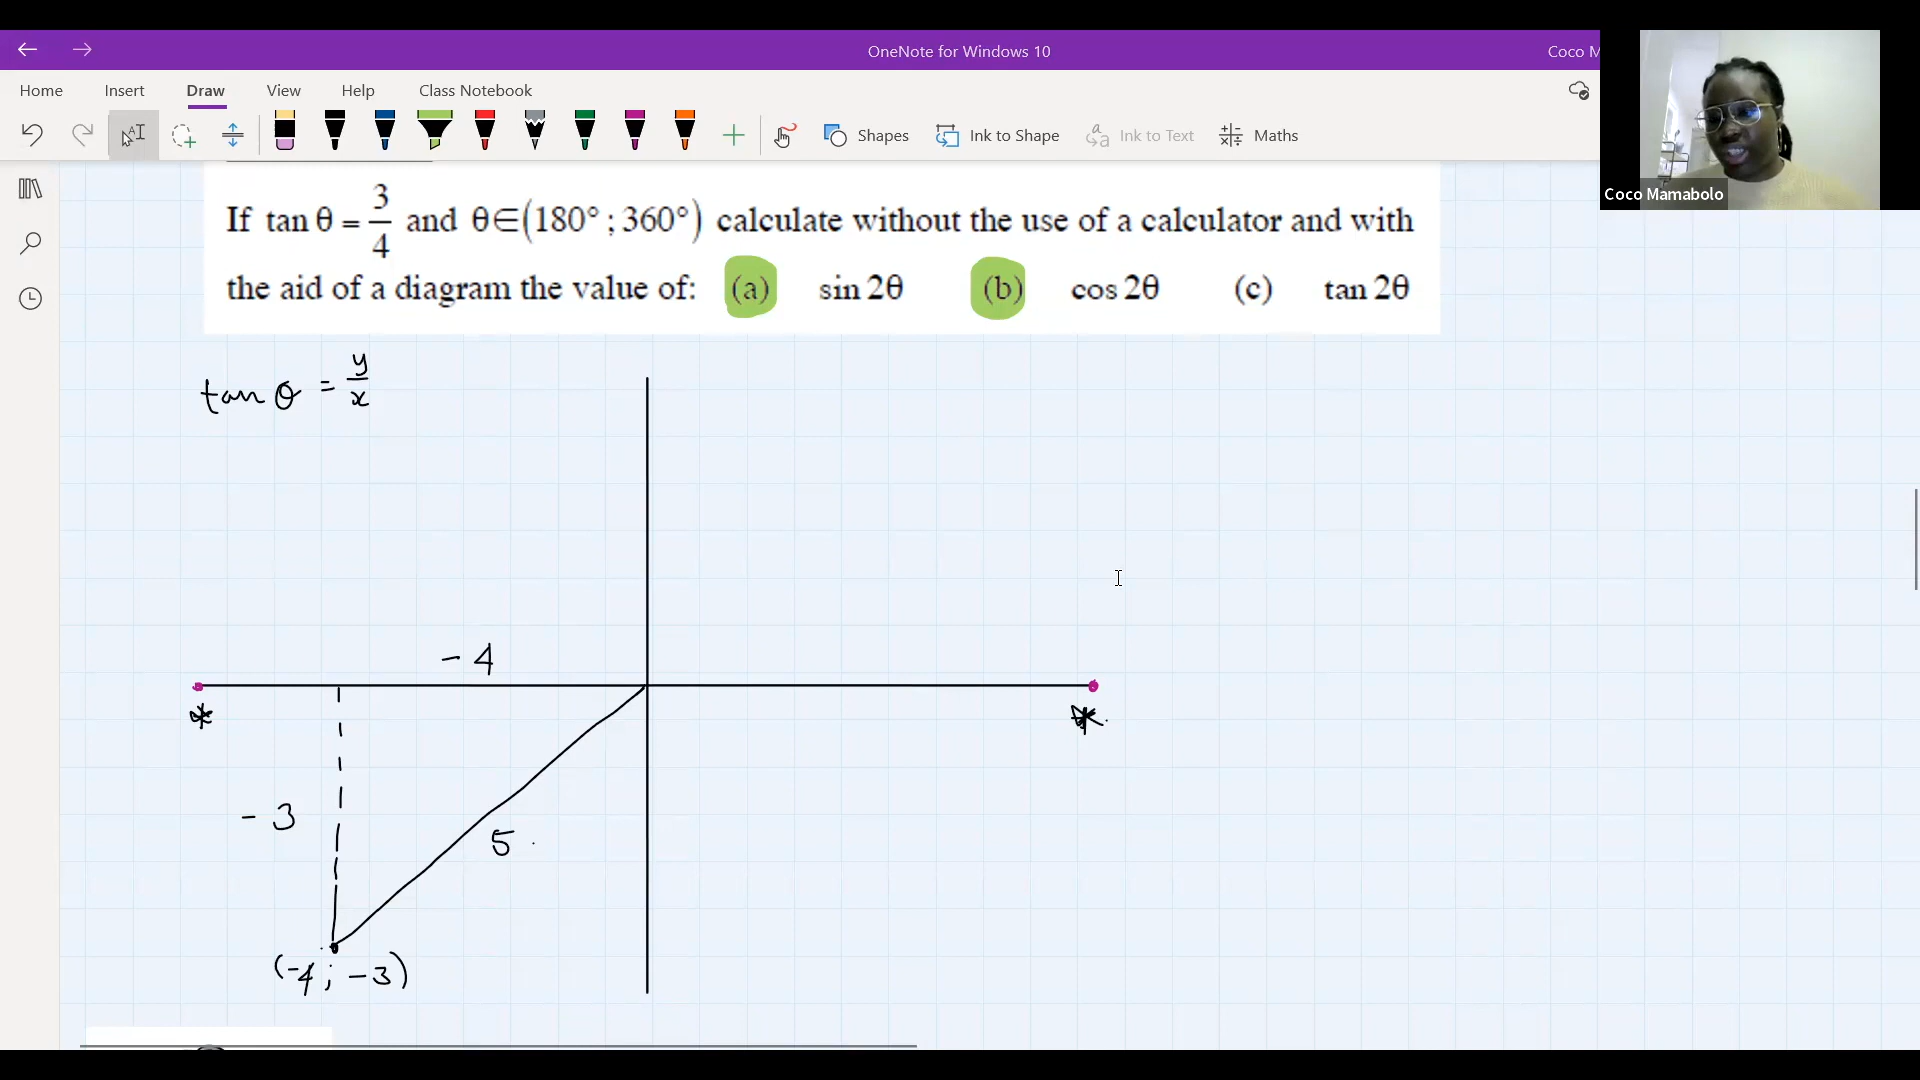 OneNote for Windows 10
Coco M
Home Insert Draw View Help Class Notebook
Shapes Ink to Shape Ink to Text Maths
Coco Mamabolo
If tan θ = 3/4 and θ∈(180° ; 360°) calculate without the use of a calculator and with
the aid of a diagram the value of: (a) sin 2θ (b) cos 2θ (c) tan 2θ
tan θ = y/x
- 4
- 3
5
(-4 ; -3)